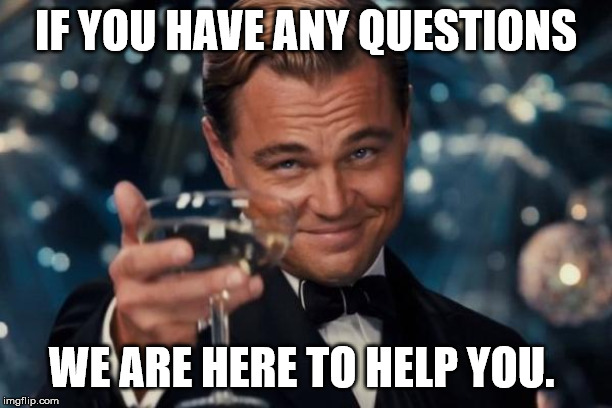 IF YOU HAVE ANY QUESTIONS
WE ARE HERE TO HELP YOU.
imgflip.com